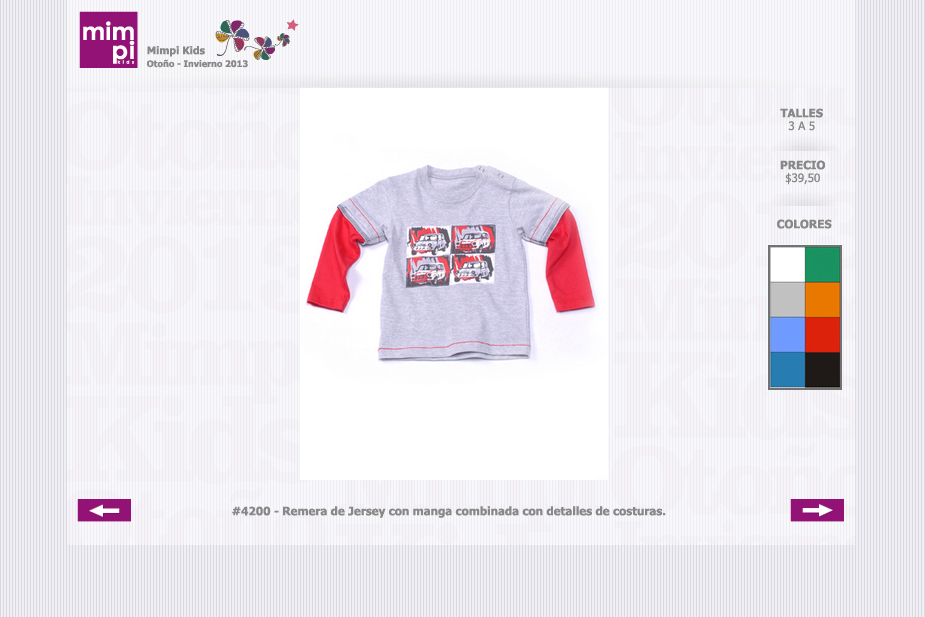 mim
pi
kids
Mimpi Kids
Otoño - Invierno 2013
TALLES
3 A 5
PRECIO
$39,50
COLORES
#4200 - Remera de Jersey con manga combinada con detalles de costuras.